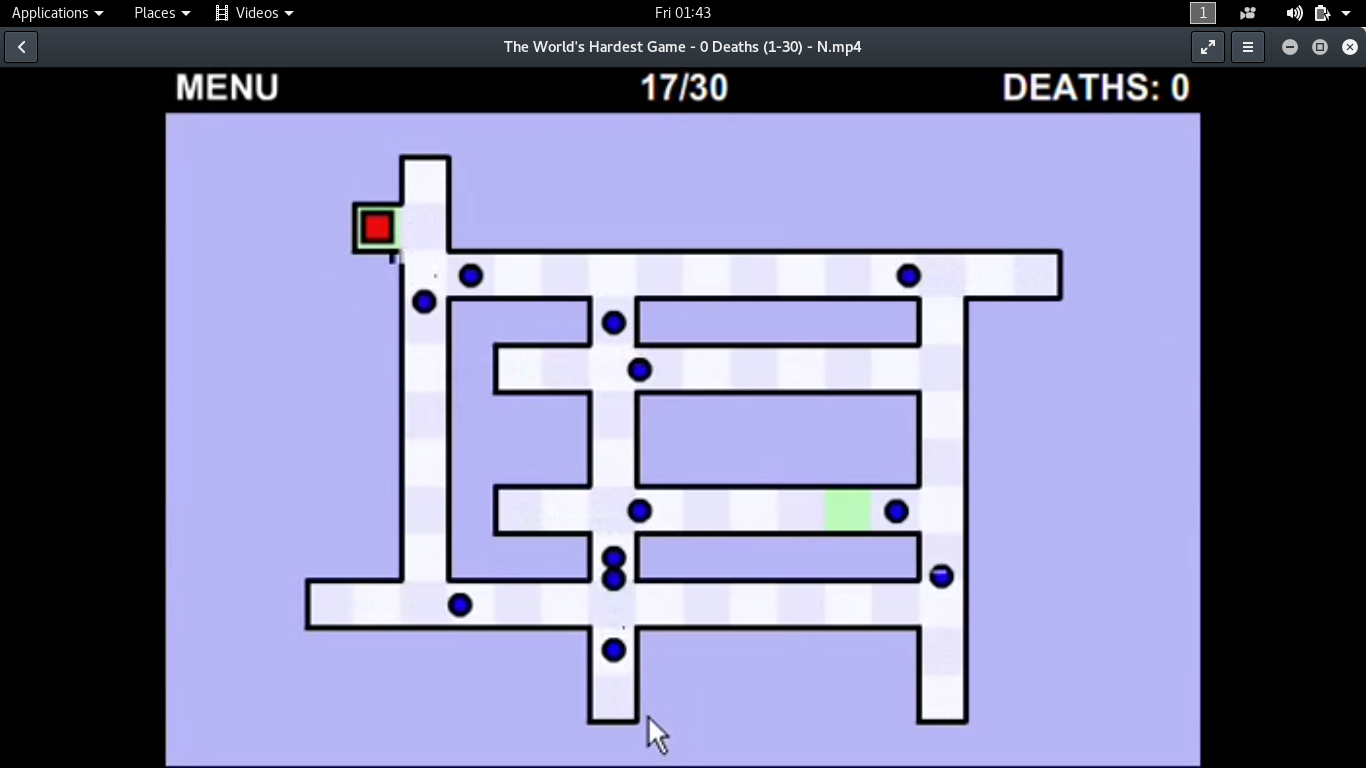 Applications Places Videos Fri 01:43 1
The World's Hardest Game - 0 Deaths (1-30) - N.mp4
MENU 17/30 DEATHS: 0